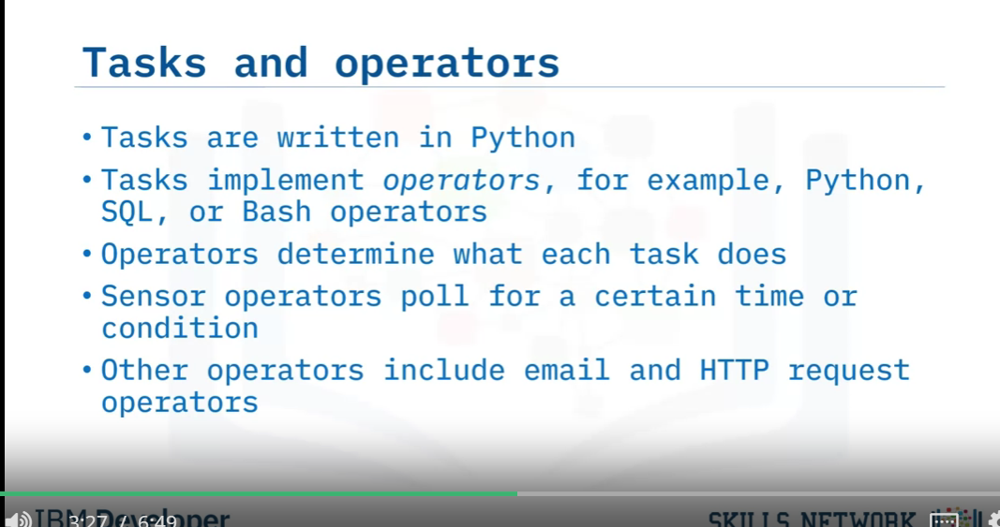 Tasks and operators
• Tasks are written in Python
• Tasks implement operators, for example, Python,
SQL, or Bash operators
• Operators determine what each task does
• Sensor operators poll for a certain time or
condition
• Other operators include email and HTTP request
operators
IBM Developer
3:27 / 6:49
SKILLS NETWORK